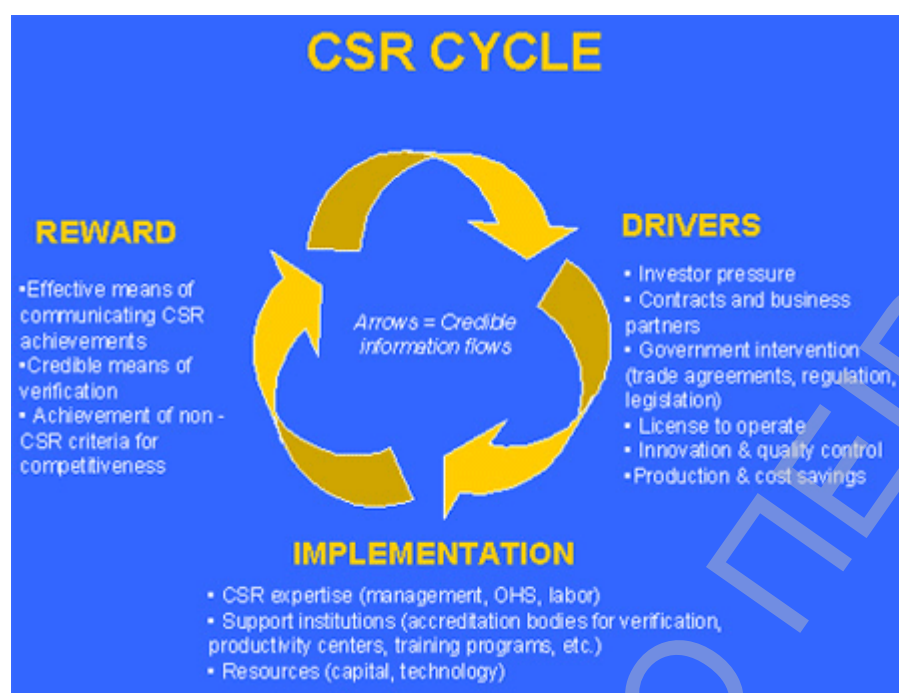 CSR CYCLE
REWARD
•Effective means of
communicating CSR
achievements
•Credible means of
verification
• Achievement of non -
CSR criteria for
competitiveness
Arrows = Credible
information flows
DRIVERS
• Investor pressure
• Contracts and business
partners
• Government intervention
(trade agreements, regulation,
legislation)
• License to operate
• Innovation & quality control
•Production & cost savings
IMPLEMENTATION
• CSR expertise (management, OHS, labor)
• Support institutions (accreditation bodies for verification,
productivity centers, training programs, etc.)
• Resources (capital, technology)